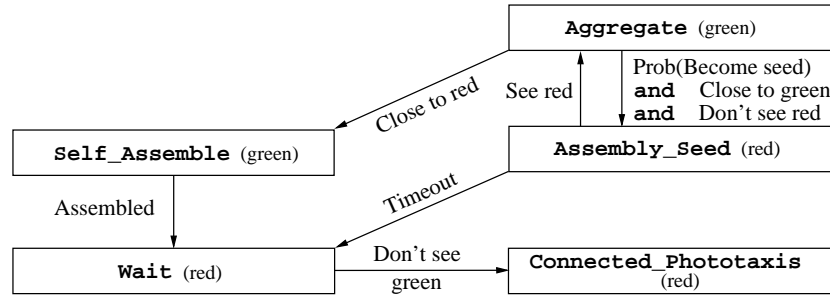 Aggregate (green)
Close to red
See red
Prob(Become seed)
and Close to green
and Don't see red
Self_Assemble (green)
Assembly_Seed (red)
Assembled
Timeout
Wait (red)
Don't see
green
Connected_Phototaxis
(red)